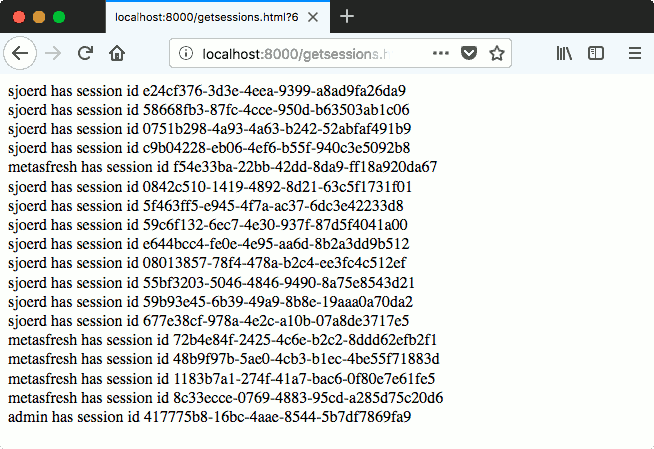 localhost:8000/getsessions.html?6
localhost:8000/getsessions.h
sjoerd has session id e24cf376-3d3e-4eea-9399-a8ad9fa26da9
sjoerd has session id 58668fb3-87fc-4cce-950d-b63503ab1c06
sjoerd has session id 0751b298-4a93-4a63-b242-52abfaf491b9
sjoerd has session id c9b04228-eb06-4ef6-b55f-940c3e5092b8
metasfresh has session id f54e33ba-22bb-42dd-8da9-ff18a920da67
sjoerd has session id 0842c510-1419-4892-8d21-63c5f1731f01
sjoerd has session id 5f463ff5-e945-4f7a-ac37-6dc3e42233d8
sjoerd has session id 59c6f132-6ec7-4e30-937f-87d5f4041a00
sjoerd has session id e644bcc4-fe0e-4e95-aa6d-8b2a3dd9b512
sjoerd has session id 08013857-78f4-478a-b2c4-ee3fc4c512ef
sjoerd has session id 55bf3203-5046-4846-9490-8a75e8543d21
sjoerd has session id 59b93e45-6b39-49a9-8b8e-19aaa0a70da2
sjoerd has session id 677e38cf-978a-4e2c-a10b-07a8de3717e5
metasfresh has session id 72b4e84f-2425-4c6e-b2c2-8ddd62efb2f1
metasfresh has session id 48b9f97b-5ae0-4cb3-b1ec-4be55f71883d
metasfresh has session id 1183b7a1-274f-41a7-bac6-0f80e7e61fe5
metasfresh has session id 8c33ecce-0769-4883-95cd-a285d75c20d6
admin has session id 417775b8-16bc-4aae-8544-5b7df7869fa9